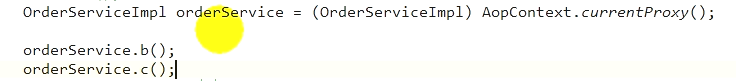 OrderServiceImpl orderService = (OrderServiceImpl) AopContext.currentProxy();
orderService.b();
orderService.c();